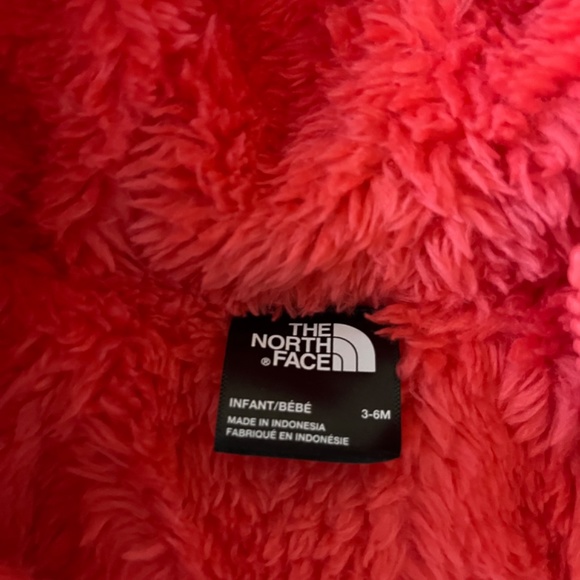 THE
NORTH
®FACE
INFANT/BÉBÉ 3-6M
MADE IN INDONESIA
FABRIQUÉ EN INDONÉSIE